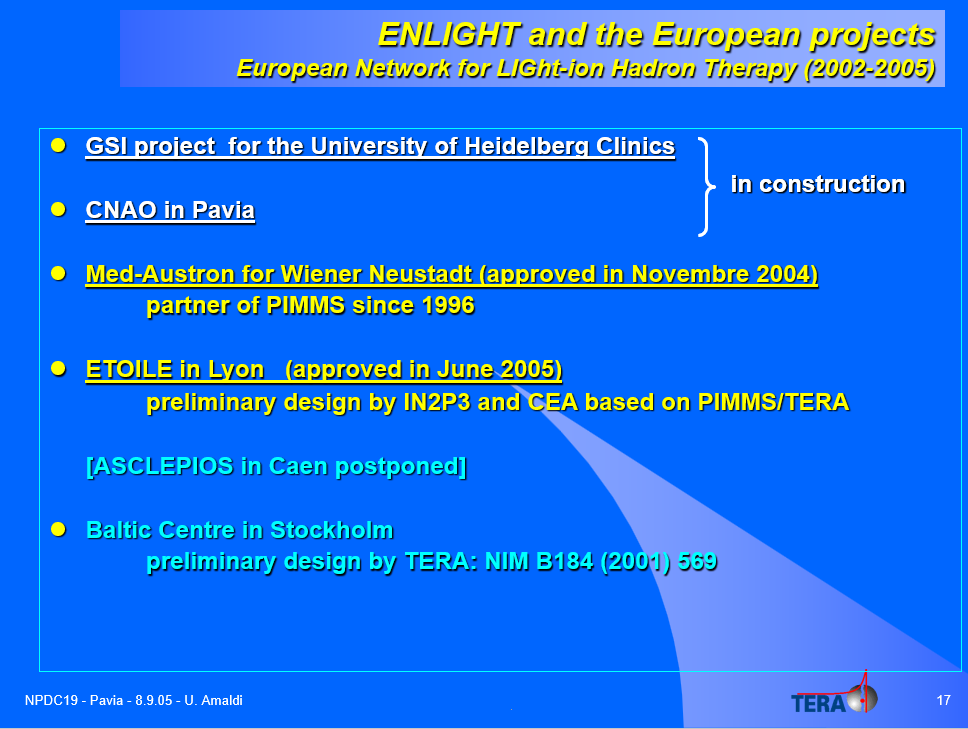 ENLIGHT and the European projects
European Network for LIGht-ion Hadron Therapy (2002-2005)
GSI project for the University of Heidelberg Clinics
in construction
CNAO in Pavia
Med-Austron for Wiener Neustadt (approved in Novembre 2004)
partner of PIMMS since 1996
ETOILE in Lyon (approved in June 2005)
preliminary design by IN2P3 and CEA based on PIMMS/TERA
[ASCLEPIOS in Caen postponed]
Baltic Centre in Stockholm
preliminary design by TERA: NIM B184 (2001) 569
NPDC19 - Pavia - 8.9.05 - U. Amaldi
TERA
17